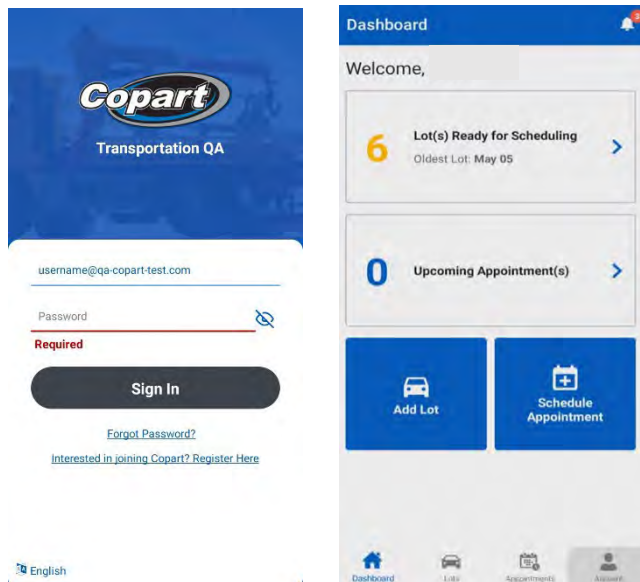 Copart
Transportation QA
username@qa-copart-test.com
Password
Required
Sign In
Forgot Password?
Interested in joining Copart? Register Here
English
Dashboard
Welcome,
6
Lot(s) Ready for Scheduling
Oldest Lot: May 05
0
Upcoming Appointment(s)
Add Lot
Schedule
Appointment
Dashboard
Lots
Appointments